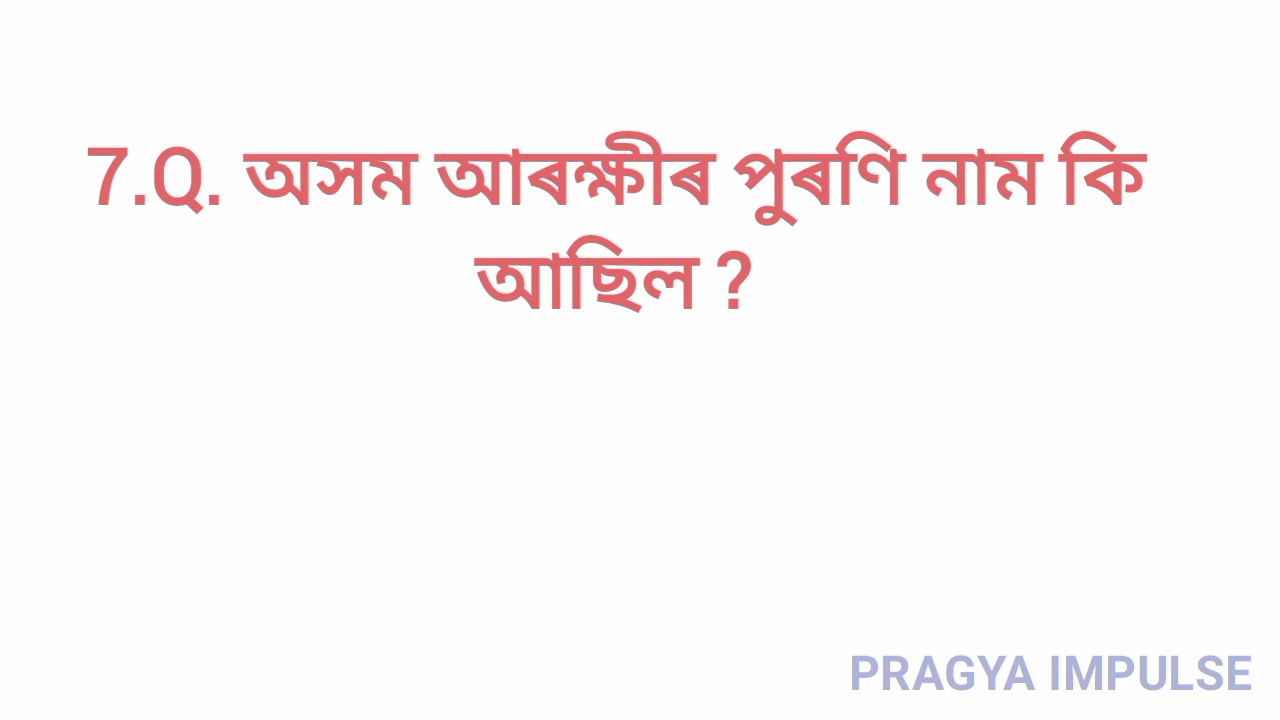 7.Q. অসম আৰক্ষীৰ পুৰণি নাম কি
আছিল ?
PRAGYA IMPULSE